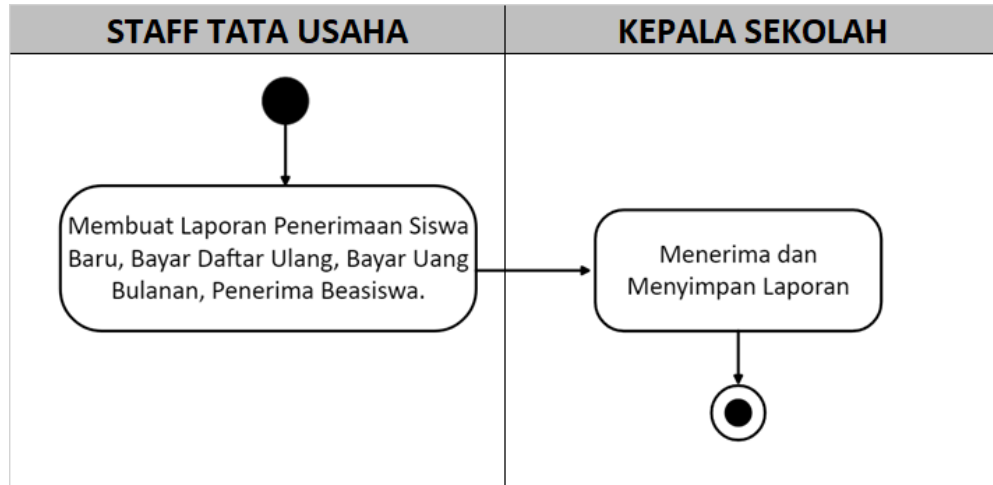 STAFF TATA USAHA
KEPALA SEKOLAH
Membuat Laporan Penerimaan Siswa
Baru, Bayar Daftar Ulang, Bayar Uang
Bulanan, Penerima Beasiswa.
Menerima dan
Menyimpan Laporan